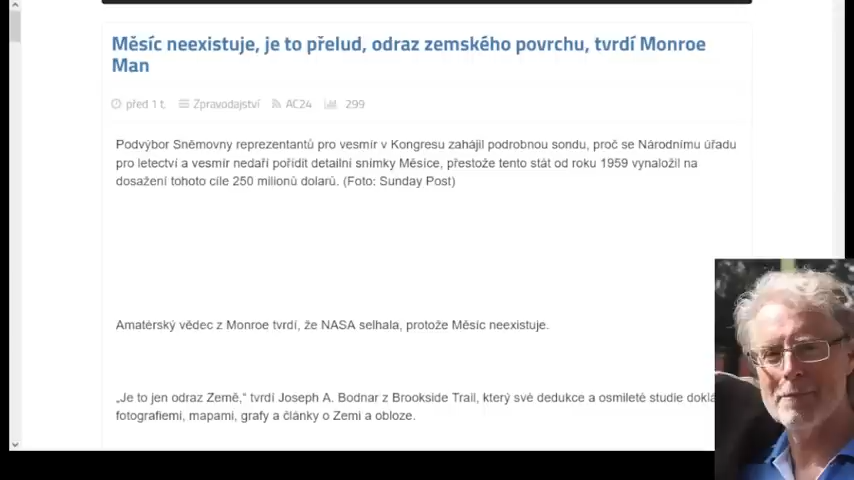 Měsíc neexistuje, je to přelud, odraz zemského povrchu, tvrdí Monroe
Man
před 1 t. Zpravodajství AC24 299
Podvýbor Sněmovny reprezentantů pro vesmír v Kongresu zahájil podrobnou sondu, proč se Národnímu úřadu
pro letectví a vesmír nedaří pořídit detailní snímky Měsíce, přestože tento stát od roku 1959 vynaložil na
dosažení tohoto cíle 250 milionů dolarů. (Foto: Sunday Post)
Amatérský vědec z Monroe tvrdí, že NASA selhala, protože Měsíc neexistuje.
„Je to jen odraz Země,“ tvrdí Joseph A. Bodnar z Brookside Trail, který své dedukce a osmileté studie doklá
fotografiemi, mapami, grafy a články o Zemi a obloze.